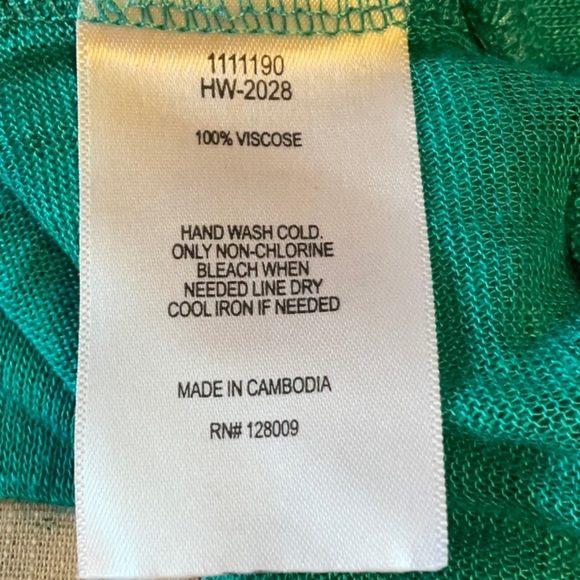 1111190
HW-2028
100% VISCOSE
HAND WASH COLD.
ONLY NON-CHLORINE
BLEACH WHEN
NEEDED LINE DRY
COOL IRON IF NEEDED
MADE IN CAMBODIA
RN# 128009